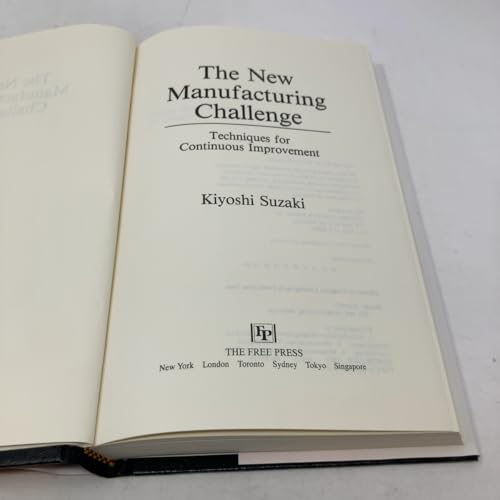 The New
Manufacturing
Challenge
Techniques for
Continuous Improvement
Kiyoshi Suzaki
FP
THE FREE PRESS
New York London Toronto Sydney Tokyo Singapore